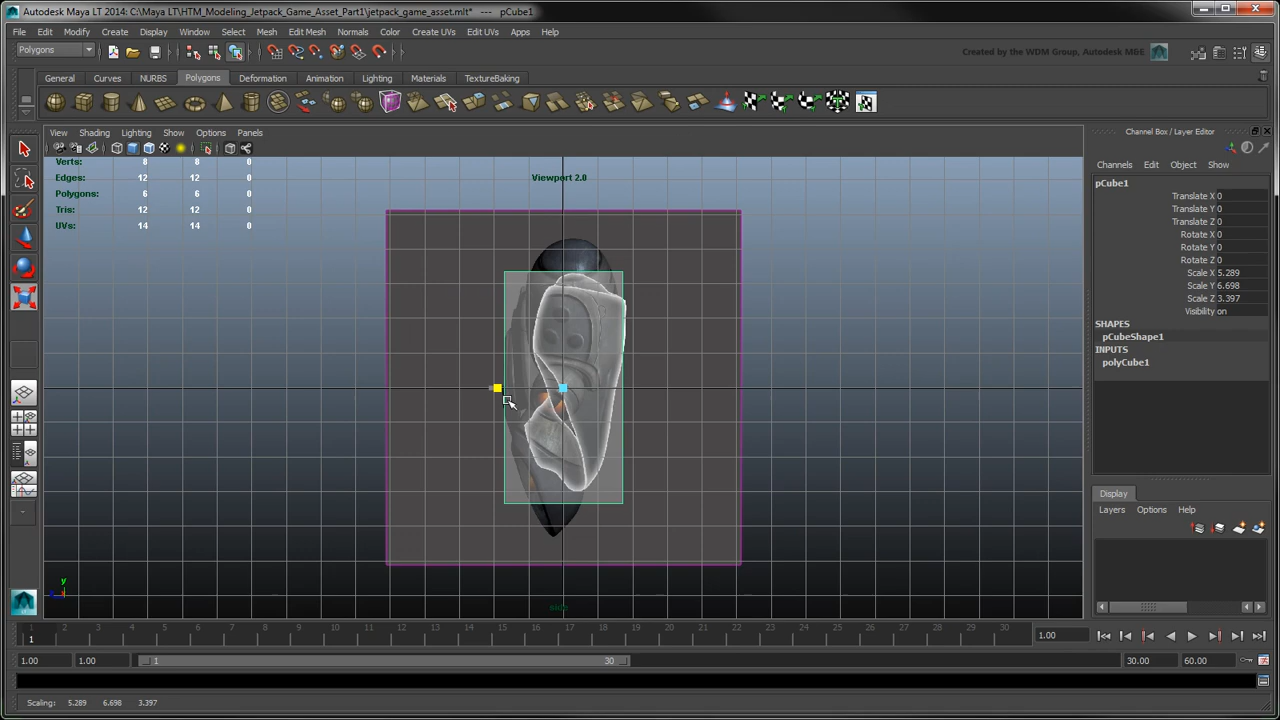 Autodesk Maya LT 2014: C:\Maya LT\HTM_Modeling_Jetpack_Game_Asset_Part1\jetpack_game_asset.mlt* --- pCube1
File Edit Modify Create Display Window Select Mesh Edit Mesh Normals Color Create UVs Edit UVs Apps Help
Polygons
Created by the WDM Group, Autodesk MBE
General Curves NURBS Polygons Deformation Animation Lighting Materials TextureBaking
View Shading Lighting Show Options Panels
Channel Box / Layer Editor
Channels Edit Object Show
Verts: 8 8 0
Edges: 12 12 0
Polygons: 6 6 0
Tris: 12 12 0
UVs: 14 14 0
Viewport 2.0
pCube1
Translate X 0
Translate Y 0
Translate Z 0
Rotate X 0
Rotate Y 0
Rotate Z 0
Scale X 5.289
Scale Y 6.698
Scale Z 3.397
Visibility on
SHAPES
pCubeShape1
INPUTS
polyCube1
Display
Layers Options Help
y
side
1 2 3 4 5 6 7 8 9 10 11 12 13 14 15 16 17 18 19 20 21 22 23 24 25 26 27 28 29 30
1
1.00
1.00 1.00 1 30 30.00 60.00
Scaling: 5.289 6.698 3.397